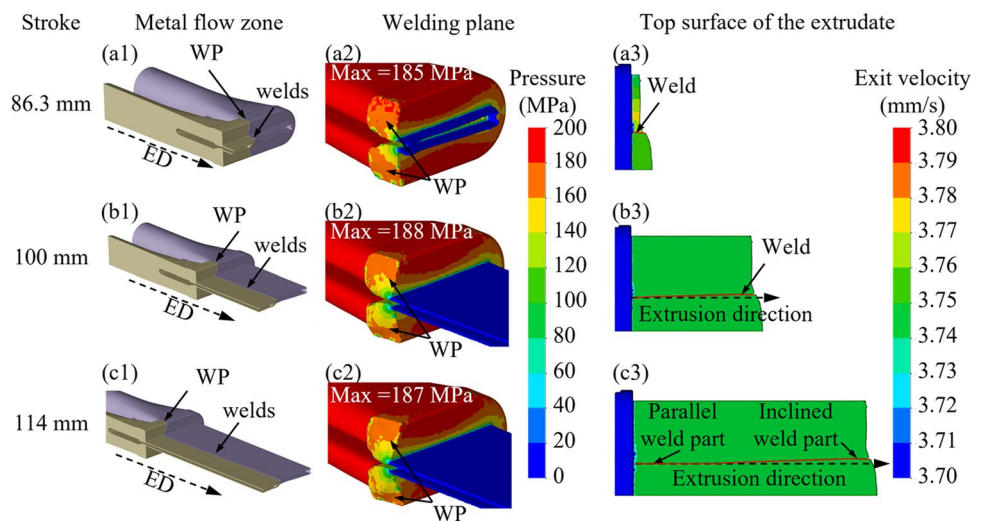 Stroke Metal flow zone Welding plane Top surface of the extrudate
(a1) WP welds ED
86.3 mm
(a2) Max =185 MPa WP
Pressure
(MPa)
200
180
160
140
120
100
80
60
40
20
0
(a3) Weld
Exit velocity
(mm/s)
3.80
3.79
3.78
3.77
3.76
3.75
3.74
3.73
3.72
3.71
3.70
(b1) WP welds ED
100 mm
(b2) Max =188 MPa WP
(b3) Weld
Extrusion direction
(c1) WP welds ED
114 mm
(c2) Max =187 MPa WP
(c3)
Parallel Inclined
weld part weld part
Extrusion direction